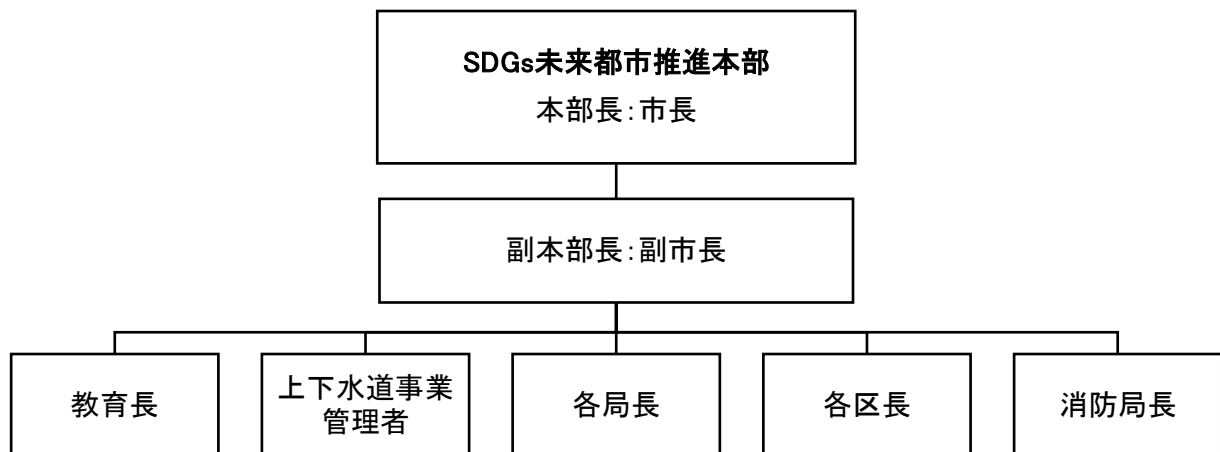 SDGs未来都市推進本部
本部長：市長
副本部長：副市長
教育長
上下水道事業
管理者
各局長
各区長
消防局長